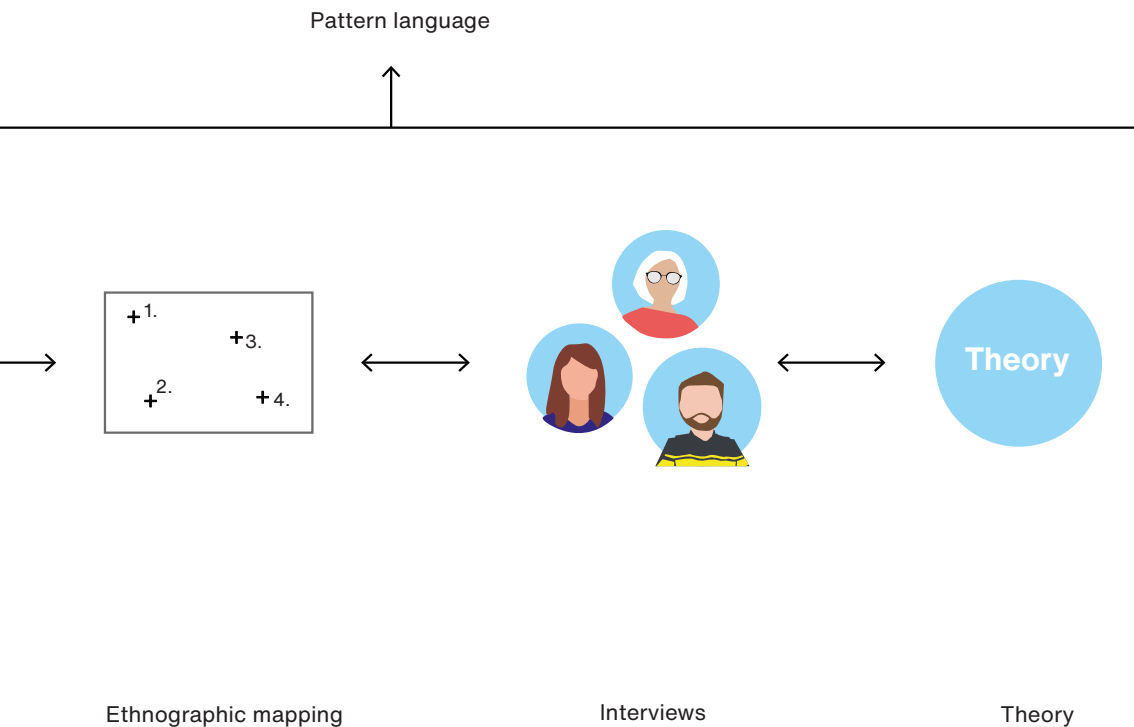 Pattern language
1.
3.
2.
4.
Theory
Ethnographic mapping
Interviews
Theory